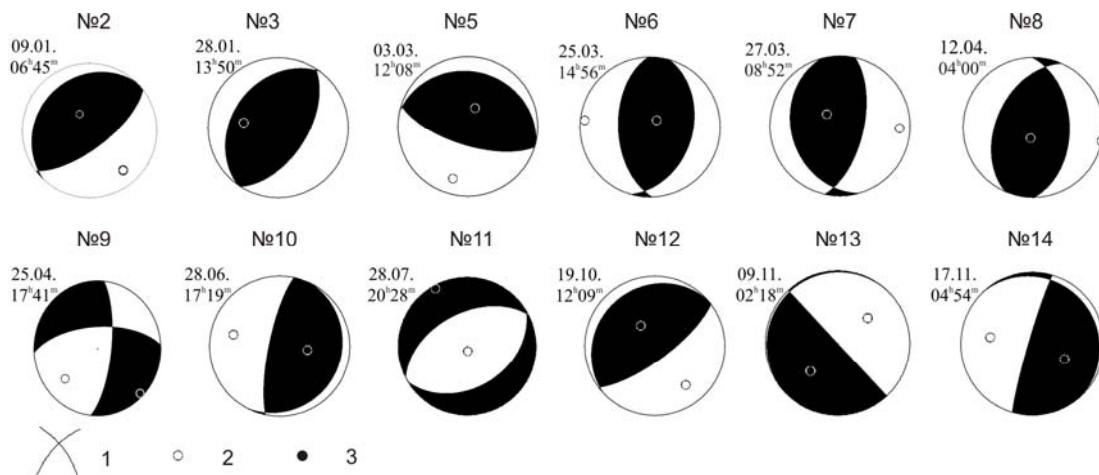 №2 №3 №5 №6 №7 №8
09.01. 28.01. 03.03. 25.03. 27.03. 12.04.
06ʰ45ᵐ 13ʰ50ᵐ 12ʰ08ᵐ 14ʰ56ᵐ 08ʰ52ᵐ 04ʰ00ᵐ
№9 №10 №11 №12 №13 №14
25.04. 28.06. 28.07. 19.10. 09.11. 17.11.
17ʰ41ᵐ 17ʰ19ᵐ 20ʰ28ᵐ 12ʰ09ᵐ 02ʰ18ᵐ 04ʰ54ᵐ
1 2 3